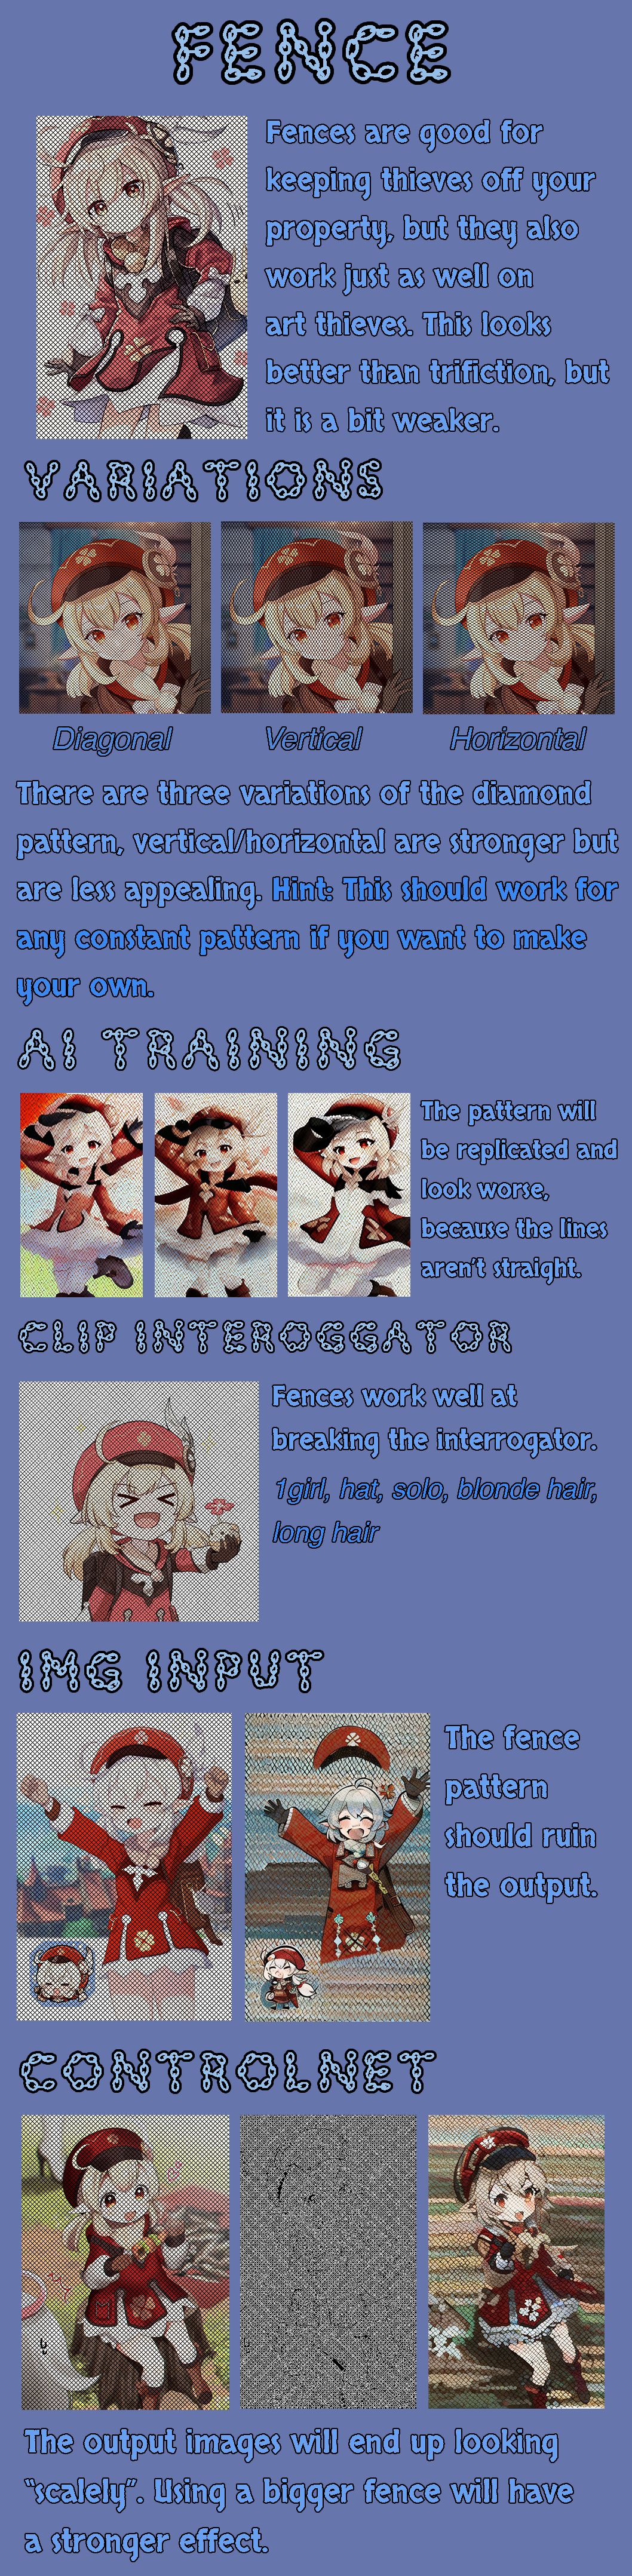 FENCE
Fences are good for
keeping thieves off your
property, but they also
work just as well on
art thieves. This looks
better than trifiction, but
it is a bit weaker.
VARIATIONS
Diagonal Vertical Horizontal
There are three variations of the diamond
pattern, vertical/horizontal are stronger but
are less appealing. Hint: This should work for
any constant pattern if you want to make
your own.
AI TRAINING
The pattern will
be replicated and
look worse,
because the lines
aren't straight.
CLIP INTEROGGATOR
Fences work well at
breaking the interrogator.
1girl, hat, solo, blonde hair,
long hair
IMG INPUT
The fence
pattern
should ruin
the output.
CONTROLNET
The output images will end up looking
"scalely". Using a bigger fence will have
a stronger effect.